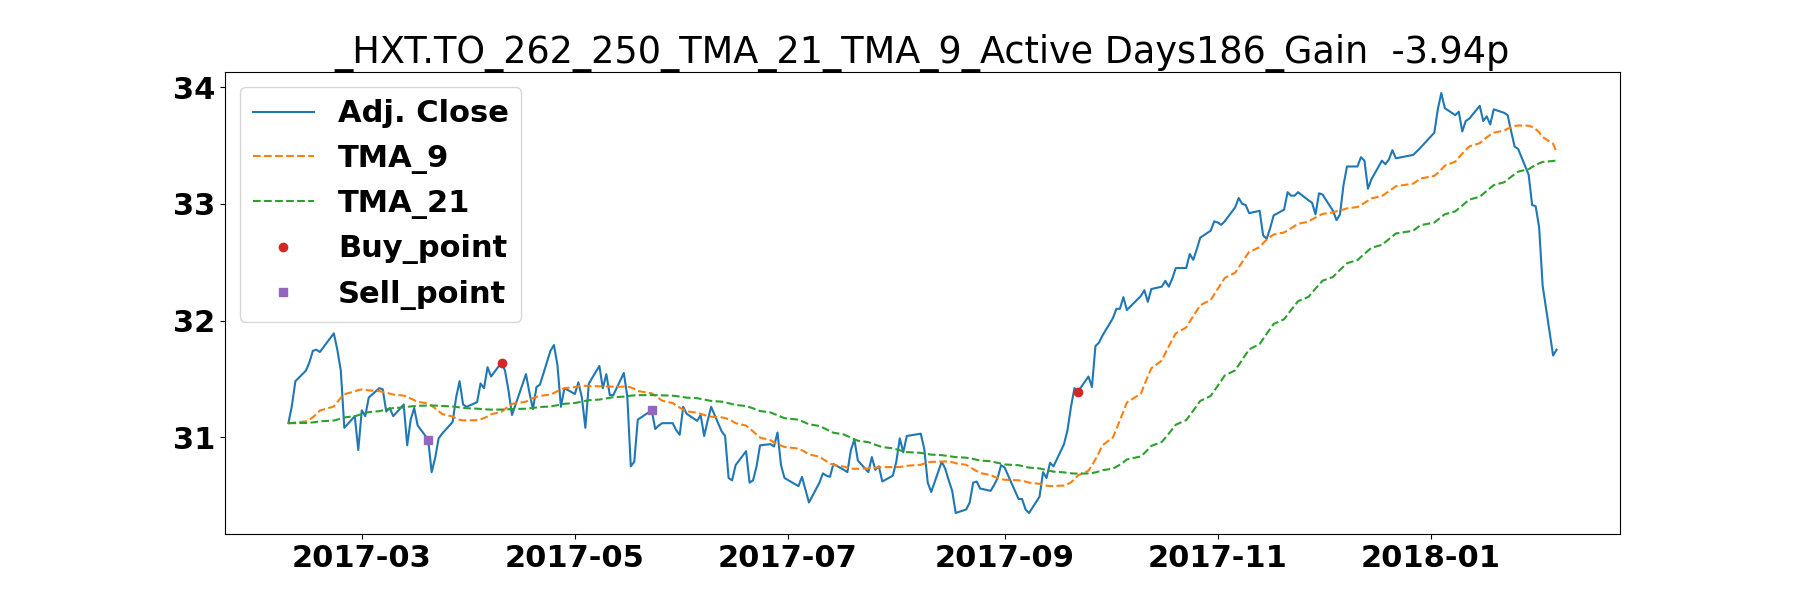 _HXT.TO_262_250_TMA_21_TMA_9_Active Days186_Gain  -3.94p
34
33
32
31
Adj. Close
TMA_9
TMA_21
Buy_point
Sell_point
2017-03 2017-05 2017-07 2017-09 2017-11 2018-01